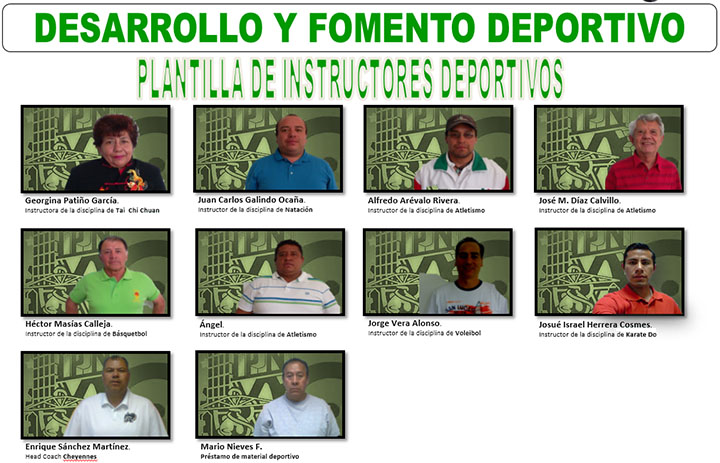 DESARROLLO Y FOMENTO DEPORTIVO
PLANTILLA DE INSTRUCTORES DEPORTIVOS
Georgina Patiño García.
Instructora de la disciplina de Tai Chi Chuan
Juan Carlos Galindo Ocaña.
Instructor de la disciplina de Natación
Alfredo Arévalo Rivera.
Instructor de la disciplina de Atletismo
José M. Díaz Calvillo.
Instructor de la disciplina de Atletismo
Héctor Masías Calleja.
Instructor de la disciplina de Básquetbol
Ángel.
Instructor de la disciplina de Atletismo
Jorge Vera Alonso.
Instructor de la disciplina de Voleibol
Josué Israel Herrera Cosmes.
Instructor de la disciplina de Karate Do
Enrique Sánchez Martínez.
Head Coach Cheyennes
Mario Nieves F.
Préstamo de material deportivo